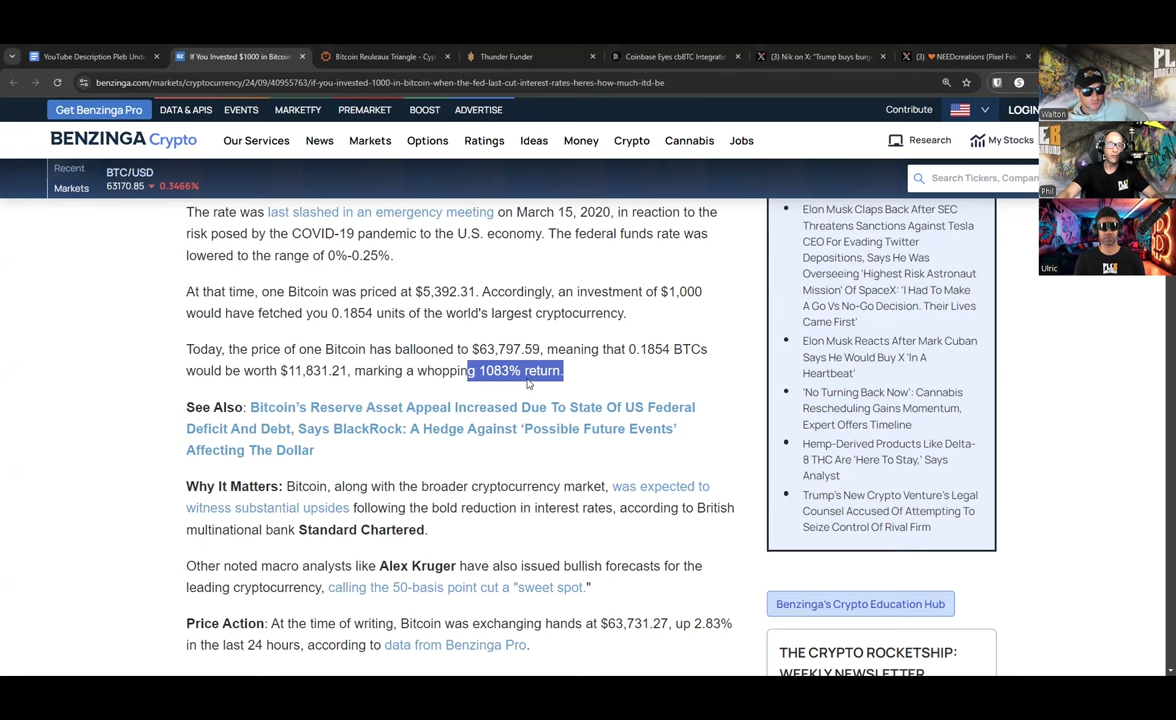 YouTube Description Pleb Und
If You Invested $1000 in Bitcoin
Bitcoin Reuleaux Triangle - Cyp
Thunder Funder
Coinbase Eyes cbBTC Integratio
(3) Nik on X: "Trump buys burg
(3) 🧡 NEEDcreations (Pixel Fol
benzinga.com/markets/cryptocurrency/24/09/40955763/if-you-invested-1000-in-bitcoin-when-the-fed-last-cut-interest-rates-heres-how-much-itd-be
Get Benzinga Pro DATA & APIS EVENTS MARKETFY PREMARKET BOOST ADVERTISE Contribute LOGIN
BENZINGA Crypto Our Services News Markets Options Ratings Ideas Money Crypto Cannabis Jobs Research My Stocks
Recent
Markets
BTC/USD
63170.85 ▼ 0.3466%
Search Tickers, Compan
The rate was last slashed in an emergency meeting on March 15, 2020, in reaction to the
risk posed by the COVID-19 pandemic to the U.S. economy. The federal funds rate was
lowered to the range of 0%-0.25%.
At that time, one Bitcoin was priced at $5,392.31. Accordingly, an investment of $1,000
would have fetched you 0.1854 units of the world's largest cryptocurrency.
Today, the price of one Bitcoin has ballooned to $63,797.59, meaning that 0.1854 BTCs
would be worth $11,831.21, marking a whopping 1083% return.
See Also: Bitcoin's Reserve Asset Appeal Increased Due To State Of US Federal
Deficit And Debt, Says BlackRock: A Hedge Against 'Possible Future Events'
Affecting The Dollar
Why It Matters: Bitcoin, along with the broader cryptocurrency market, was expected to
witness substantial upsides following the bold reduction in interest rates, according to British
multinational bank Standard Chartered.
Other noted macro analysts like Alex Kruger have also issued bullish forecasts for the
leading cryptocurrency, calling the 50-basis point cut a "sweet spot."
Price Action: At the time of writing, Bitcoin was exchanging hands at $63,731.27, up 2.83%
in the last 24 hours, according to data from Benzinga Pro.
Elon Musk Claps Back After SEC
Threatens Sanctions Against Tesla
CEO For Evading Twitter
Depositions, Says He Was
Overseeing 'Highest Risk Astronaut
Mission' Of SpaceX: 'I Had To Make
A Go Vs No-Go Decision. Their Lives
Came First'
Elon Musk Reacts After Mark Cuban
Says He Would Buy X 'In A
Heartbeat'
'No Turning Back Now': Cannabis
Rescheduling Gains Momentum,
Expert Offers Timeline
Hemp-Derived Products Like Delta-
8 THC Are 'Here To Stay,' Says
Analyst
Trump's New Crypto Venture's Legal
Counsel Accused Of Attempting To
Seize Control Of Rival Firm
Benzinga's Crypto Education Hub
THE CRYPTO ROCKETSHIP:
WEEKLY NEWSLETTER
Walton
Phil
Ulric